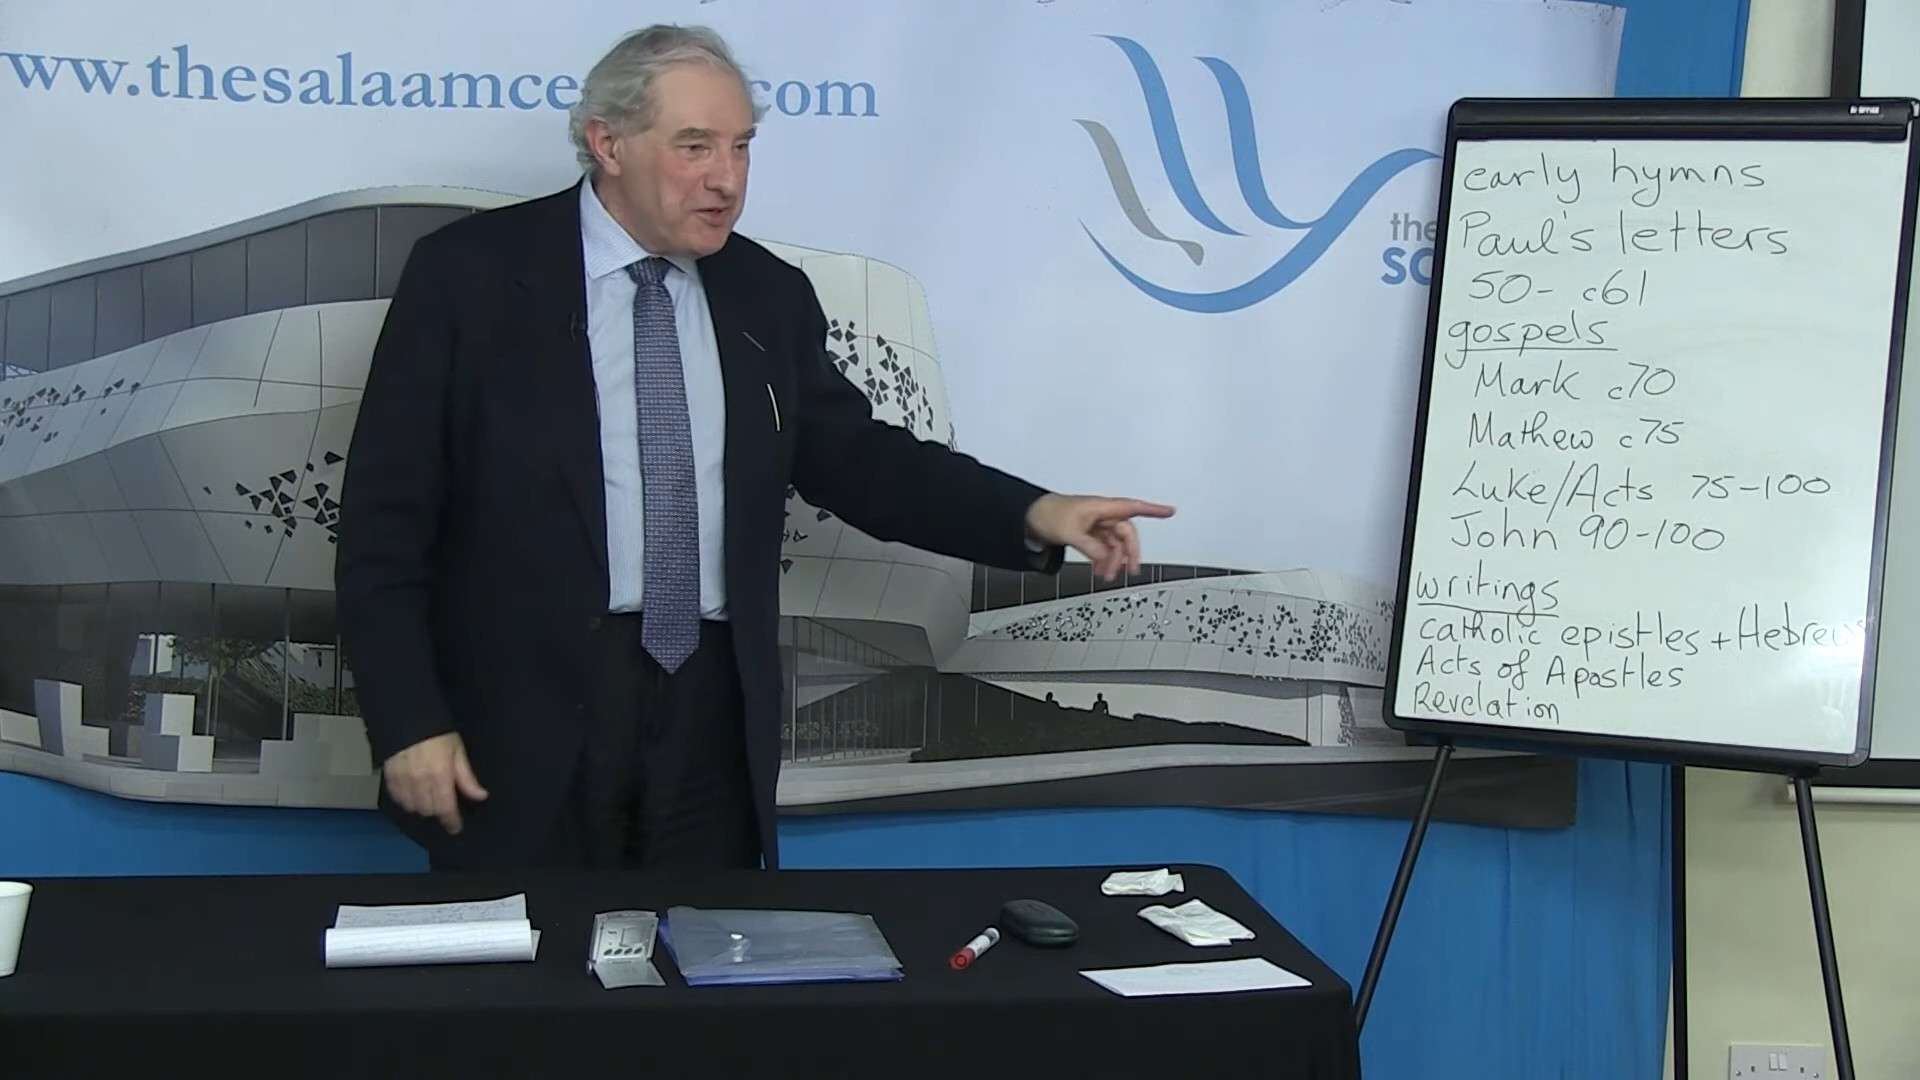 ww.thesalaamce com
the
SC
early hymns
Paul's letters
50- c61
gospels
Mark c70
Mathew c75
Luke/Acts 75-100
John 90-100
writings
catholic epistles + Hebrews
Acts of Apostles
Revelation